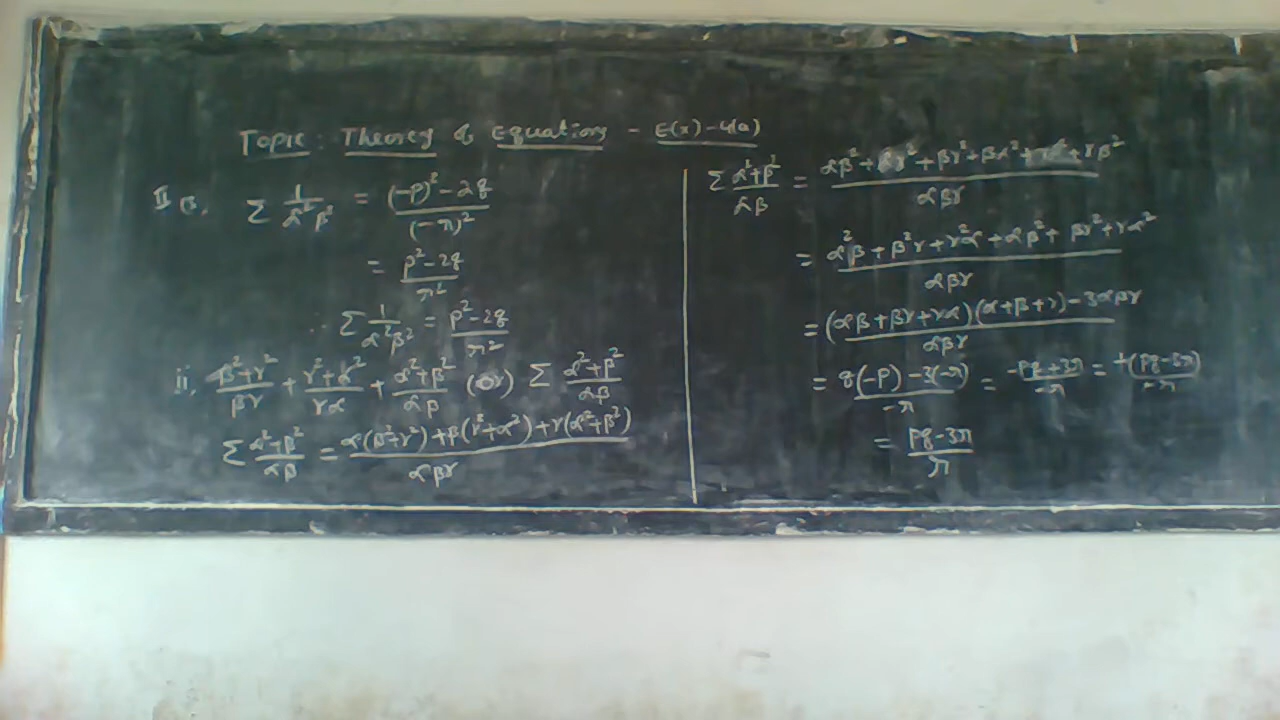 Topic: Theory of Equations - E(x)-4(a)
II
Σ 1/α²β² = ((-p)²-2q)/(-r)²
= (p²-2q)/r²
∴ Σ 1/α²β² = (p²-2q)/r²
ii. (β²+γ²)/βγ + (γ²+α²)/γα + (α²+β²)/αβ (or) Σ (α²+β²)/αβ
Σ (α²+β²)/αβ = (α(β²+γ²)+β(γ²+α²)+γ(α²+β²))/αβγ
Σ (α²+β²)/αβ = (αβ²+αγ²+βγ²+βα²+γα²+γβ²)/αβγ
= (α²β+β²γ+γ²α+αβ²+βγ²+γα²)/αβγ
= ((αβ+βγ+γα)(α+β+γ)-3αβγ)/αβγ
= (q(-p)-3(-r))/-r = (-pq+3r)/-r = +(pq-3r)/+r
= (pq-3r)/r